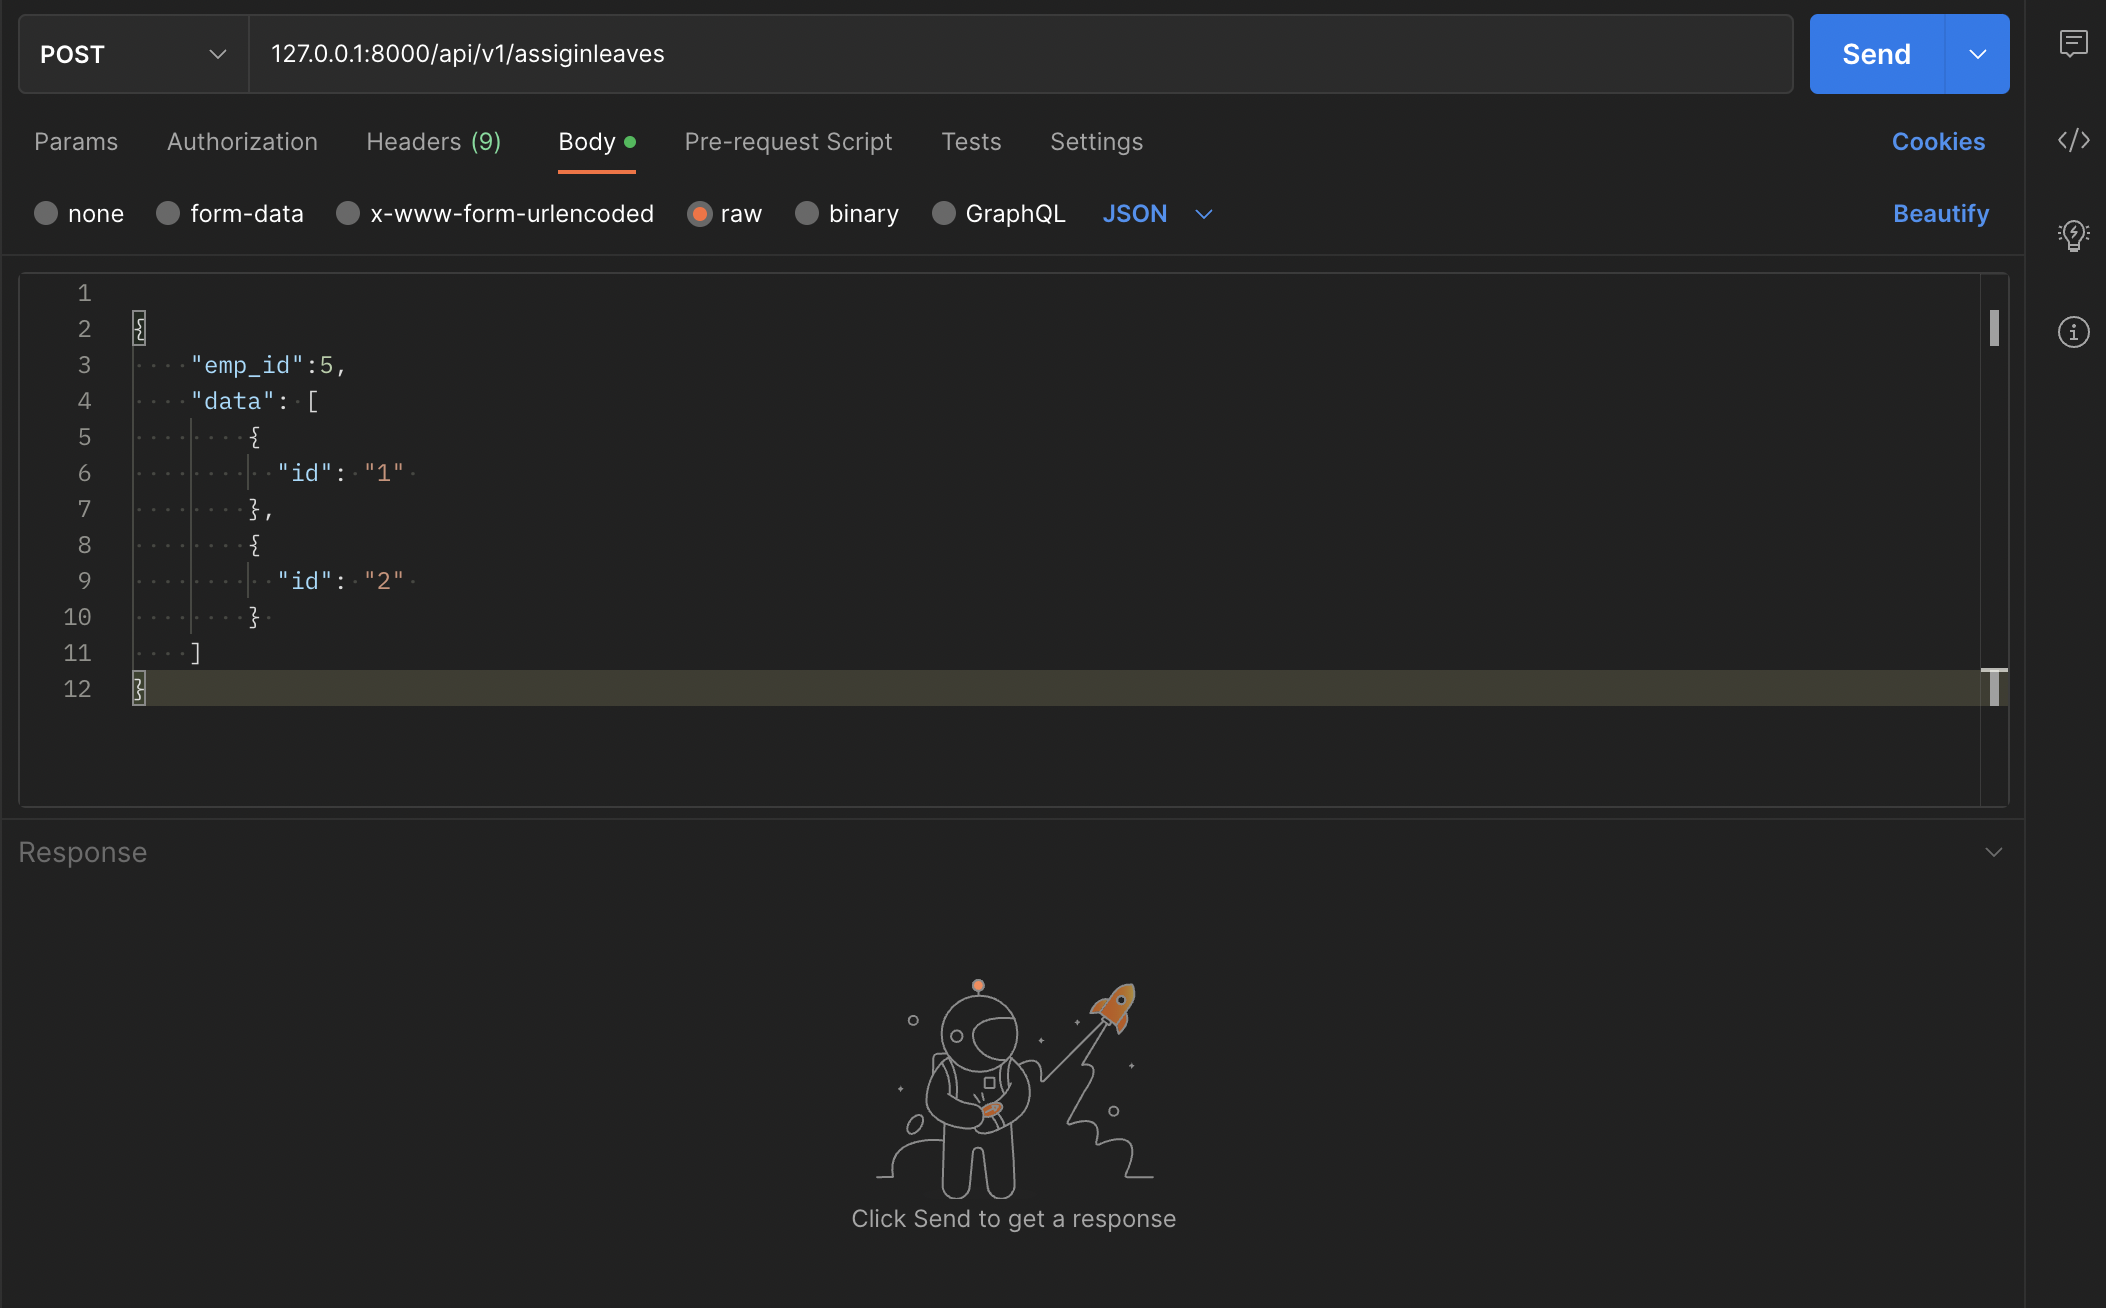 POST 127.0.0.1:8000/api/v1/assiginleaves Send
Params Authorization Headers (9) Body Pre-request Script Tests Settings Cookies
none form-data x-www-form-urlencoded raw binary GraphQL JSON Beautify
1
2 {
3 "emp_id":5,
4 "data": [
5 {
6 "id": "1"
7 },
8 {
9 "id": "2"
10 }
11 ]
12 }
Response
Click Send to get a response